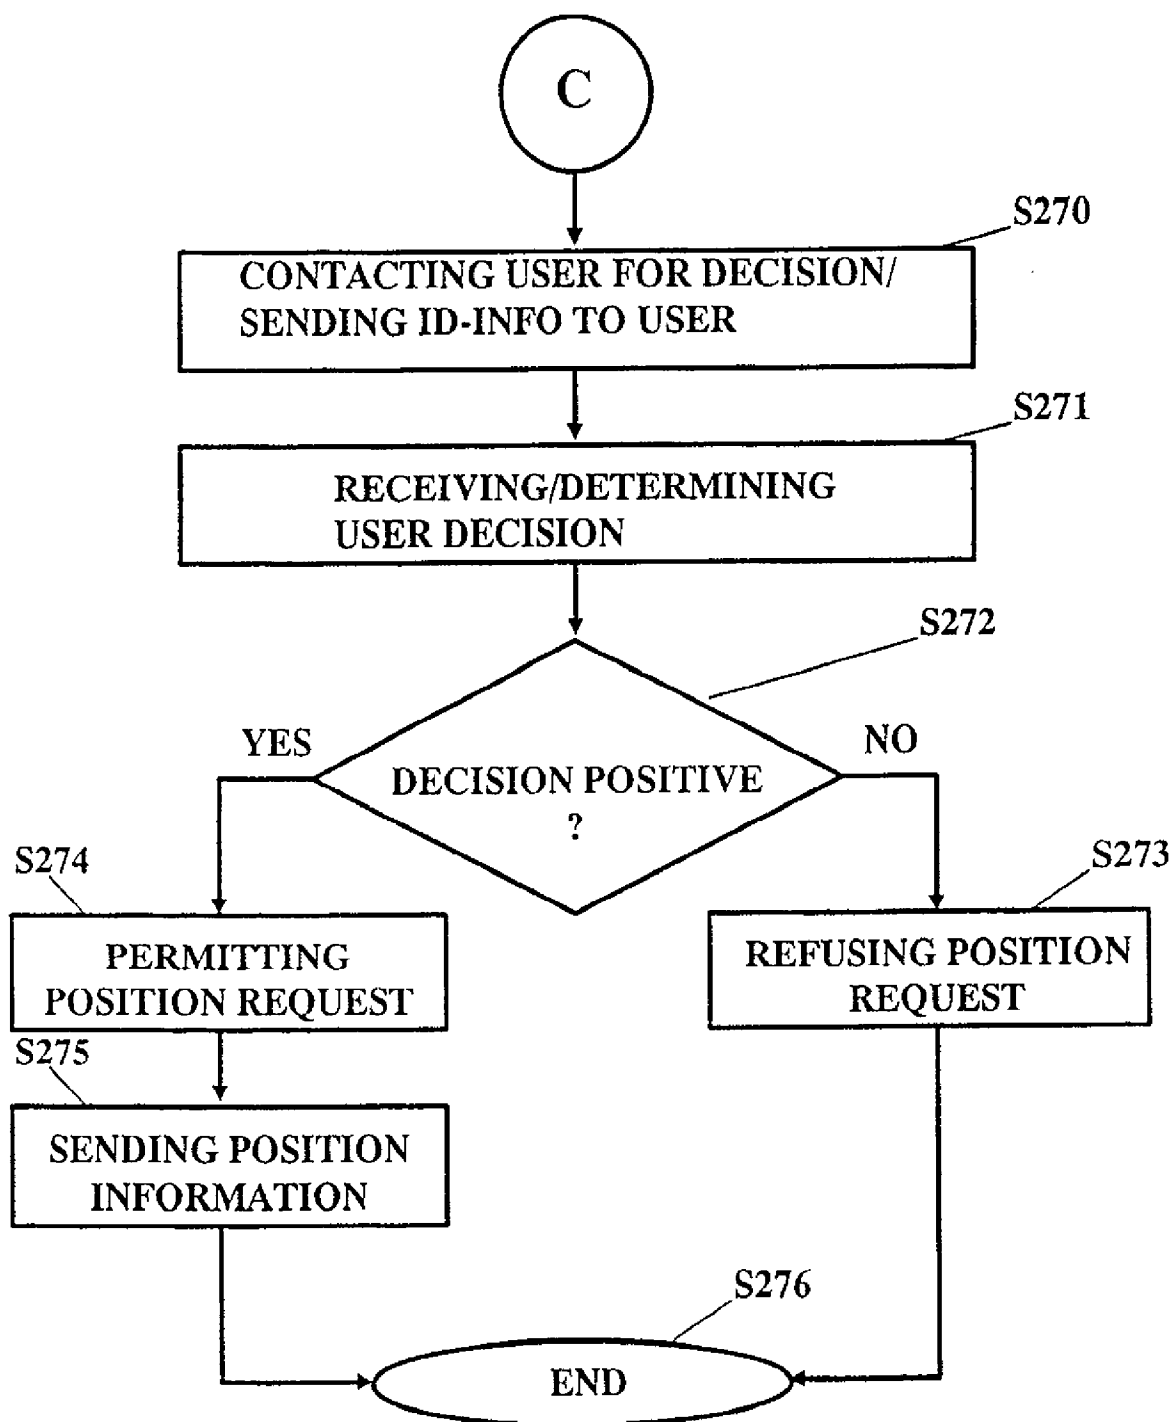 C
S270
CONTACTING USER FOR DECISION/
SENDING ID-INFO TO USER
S271
RECEIVING/DETERMINING
USER DECISION
S272
YES
NO
DECISION POSITIVE
?
S274
S273
PERMITTING
POSITION REQUEST
REFUSING POSITION
REQUEST
S275
SENDING POSITION
INFORMATION
S276
END